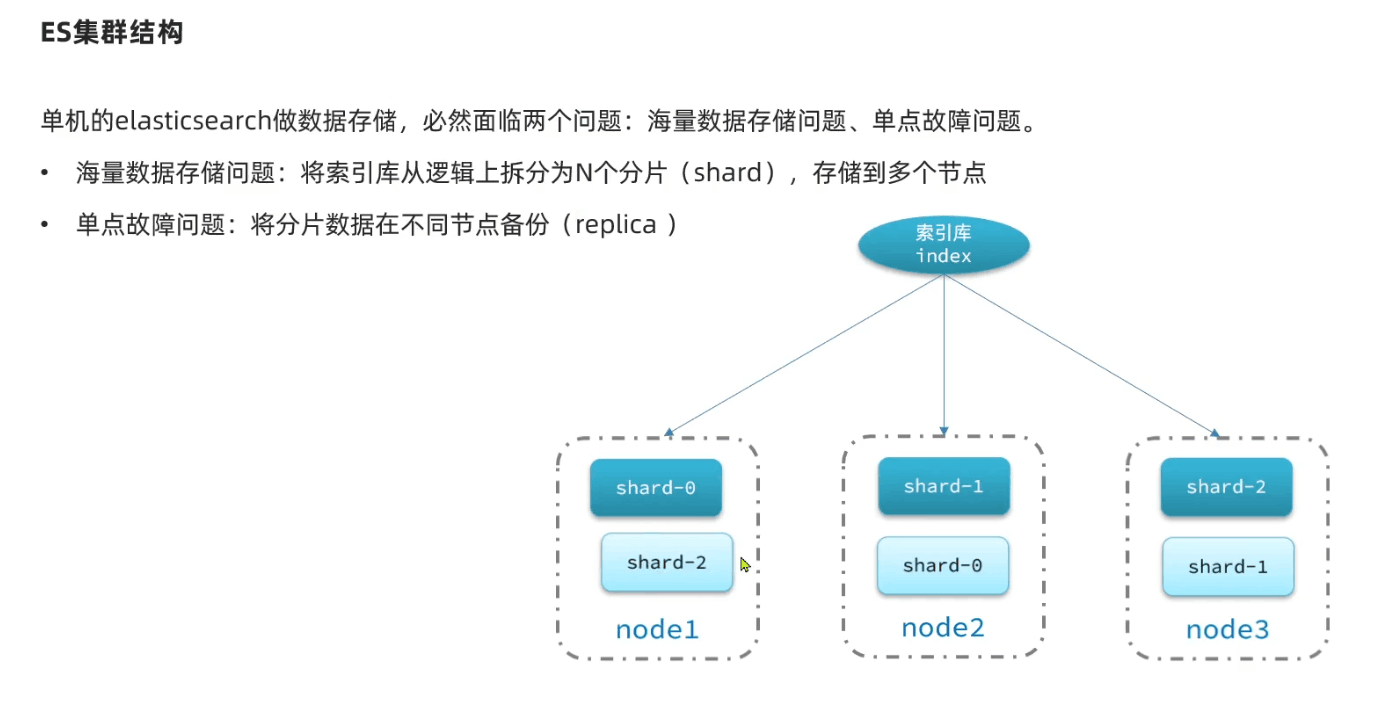 ES集群结构
单机的elasticsearch做数据存储，必然面临两个问题：海量数据存储问题、单点故障问题。
• 海量数据存储问题：将索引库从逻辑上拆分为N个分片（shard），存储到多个节点
• 单点故障问题：将分片数据在不同节点备份（replica ）
索引库
index
shard-0
shard-2
node1
shard-1
shard-0
node2
shard-2
shard-1
node3